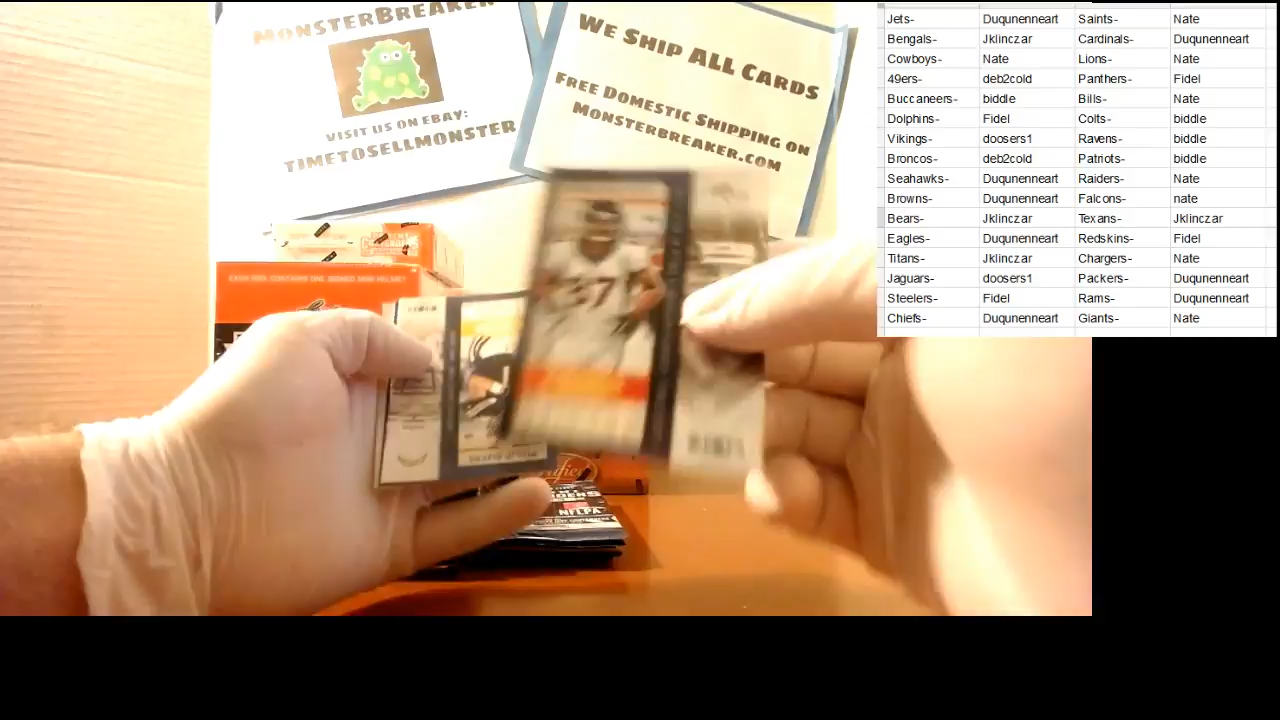 MONSTERBREAKER
VISIT US ON EBAY:
TIMETOSELLMONSTER
WE SHIP ALL CARDS
FREE DOMESTIC SHIPPING ON
MONSTERBREAKER.COM
Jets- Duqunenneart Saints- Nate
Bengals- Jklinczar Cardinals- Duqunenneart
Cowboys- Nate Lions- Nate
49ers- deb2cold Panthers- Fidel
Buccaneers- biddle Bills- Nate
Dolphins- Fidel Colts- biddle
Vikings- doosers1 Ravens- biddle
Broncos- deb2cold Patriots- biddle
Seahawks- Duqunenneart Raiders- Nate
Browns- Duqunenneart Falcons- nate
Bears- Jklinczar Texans- Jklinczar
Eagles- Duqunenneart Redskins- Fidel
Titans- Jklinczar Chargers- Nate
Jaguars- doosers1 Packers- Duqunenneart
Steelers- Fidel Rams- Duqunenneart
Chiefs- Duqunenneart Giants- Nate
NFLPA